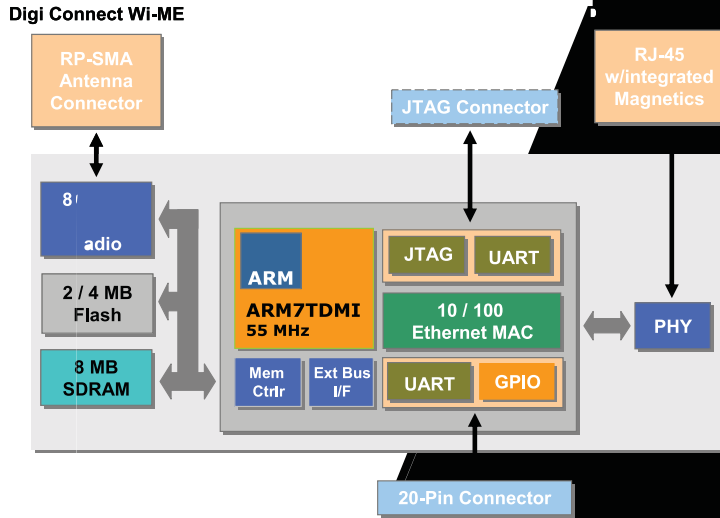 Digi Connect Wi-ME
D
RP-SMA
Antenna
Connector
JTAG Connector
RJ-45
w/integrated
Magnetics
8
adio
2 / 4 MB
Flash
8 MB
SDRAM
ARM
ARM7TDMI
55 MHz
Mem
Ctrlr
Ext Bus
I/F
JTAG
UART
10 / 100
Ethernet MAC
UART
GPIO
PHY
20-Pin Connector